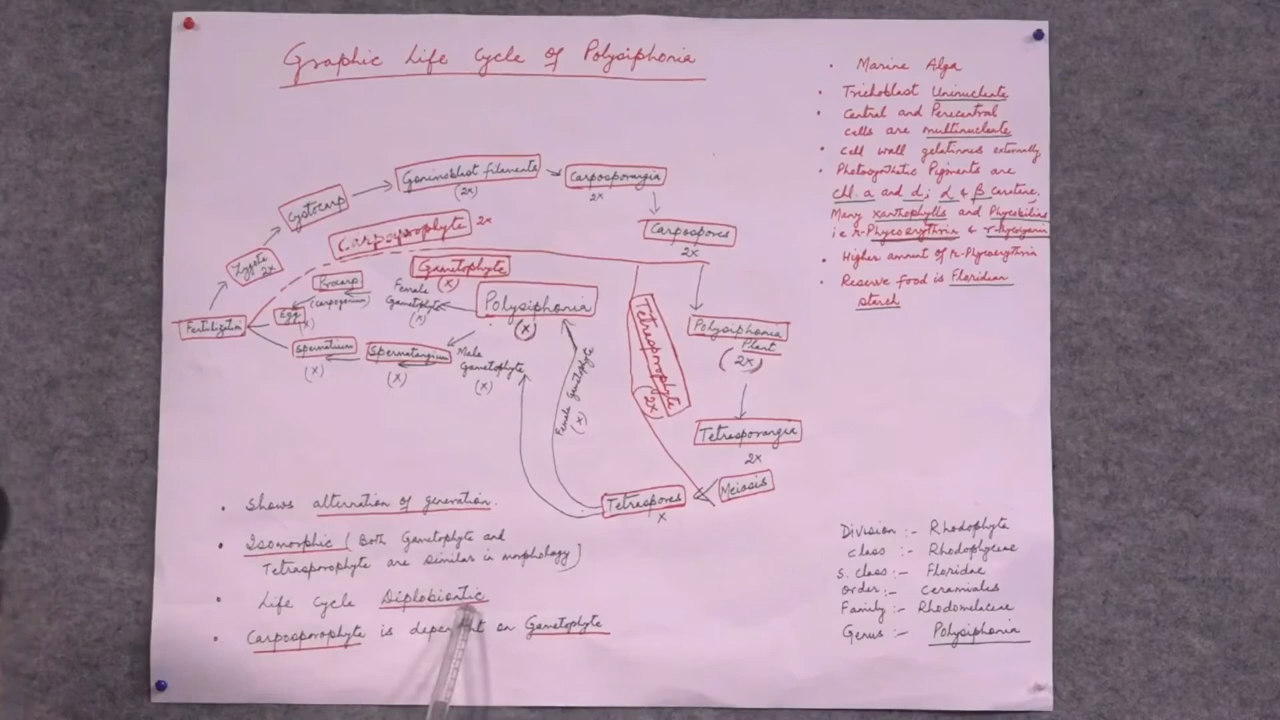 Graphic Life Cycle of Polysiphonia
Gonimoblast filaments
(2x)
Carposporangia
2x
Cystocarp
Carpospores
2x
Carposporophyte 2x
Zygote
2x
Gametophyte
(x)
Procarp
(carpogonium)
Female
Gametophyte
(x)
Polysiphonia
(x)
Egg
(x)
Fertilization
Spermatium
(x)
Spermatangium
(x)
Male
Gametophyte
(x)
Female Gametophyte
(x)
Tetrasporophyte
(2x)
Polysiphonia
Plant
(2x)
Tetrasporangia
2x
Meiosis
Tetraspores
x
• Shows alternation of generation.
• Isomorphic (Both Gametophyte and
Tetrasporophyte are similar in morphology)
• Life Cycle Diplobiontic
• Carposporophyte is dependent on Gametophyte
• Marine Alga
• Trichoblast Uninucleate
• Central and Pericentral
cells are multinucleate
• Cell wall gelatinous externally
• Photosynthetic Pigments are
chl. a and d; α & β carotene,
Many xanthophylls and Phycobilins
i.e r-Phycoerythrin & r-Phycocyanin
• Higher amount of r-Phycoerythrin
• Reserve food is Floridian
starch
Division :- Rhodophyta
Class :- Rhodophyceae
S. class :- Floridae
Order :- Ceramiales
Family :- Rhodomelaceae
Genus :- Polysiphonia